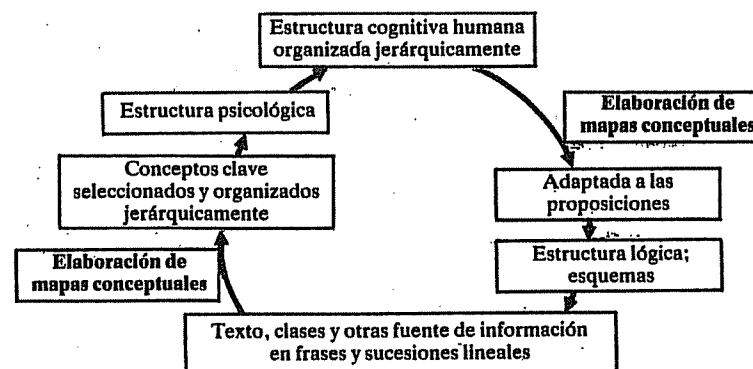 Estructura cognitiva humana
organizada jerárquicamente
Estructura psicológica
Elaboración de
mapas conceptuales
Conceptos clave
seleccionados y organizados
jerárquicamente
Adaptada a las
proposiciones
Elaboración de
mapas conceptuales
Estructura lógica;
esquemas
Texto, clases y otras fuente de información
en frases y sucesiones lineales